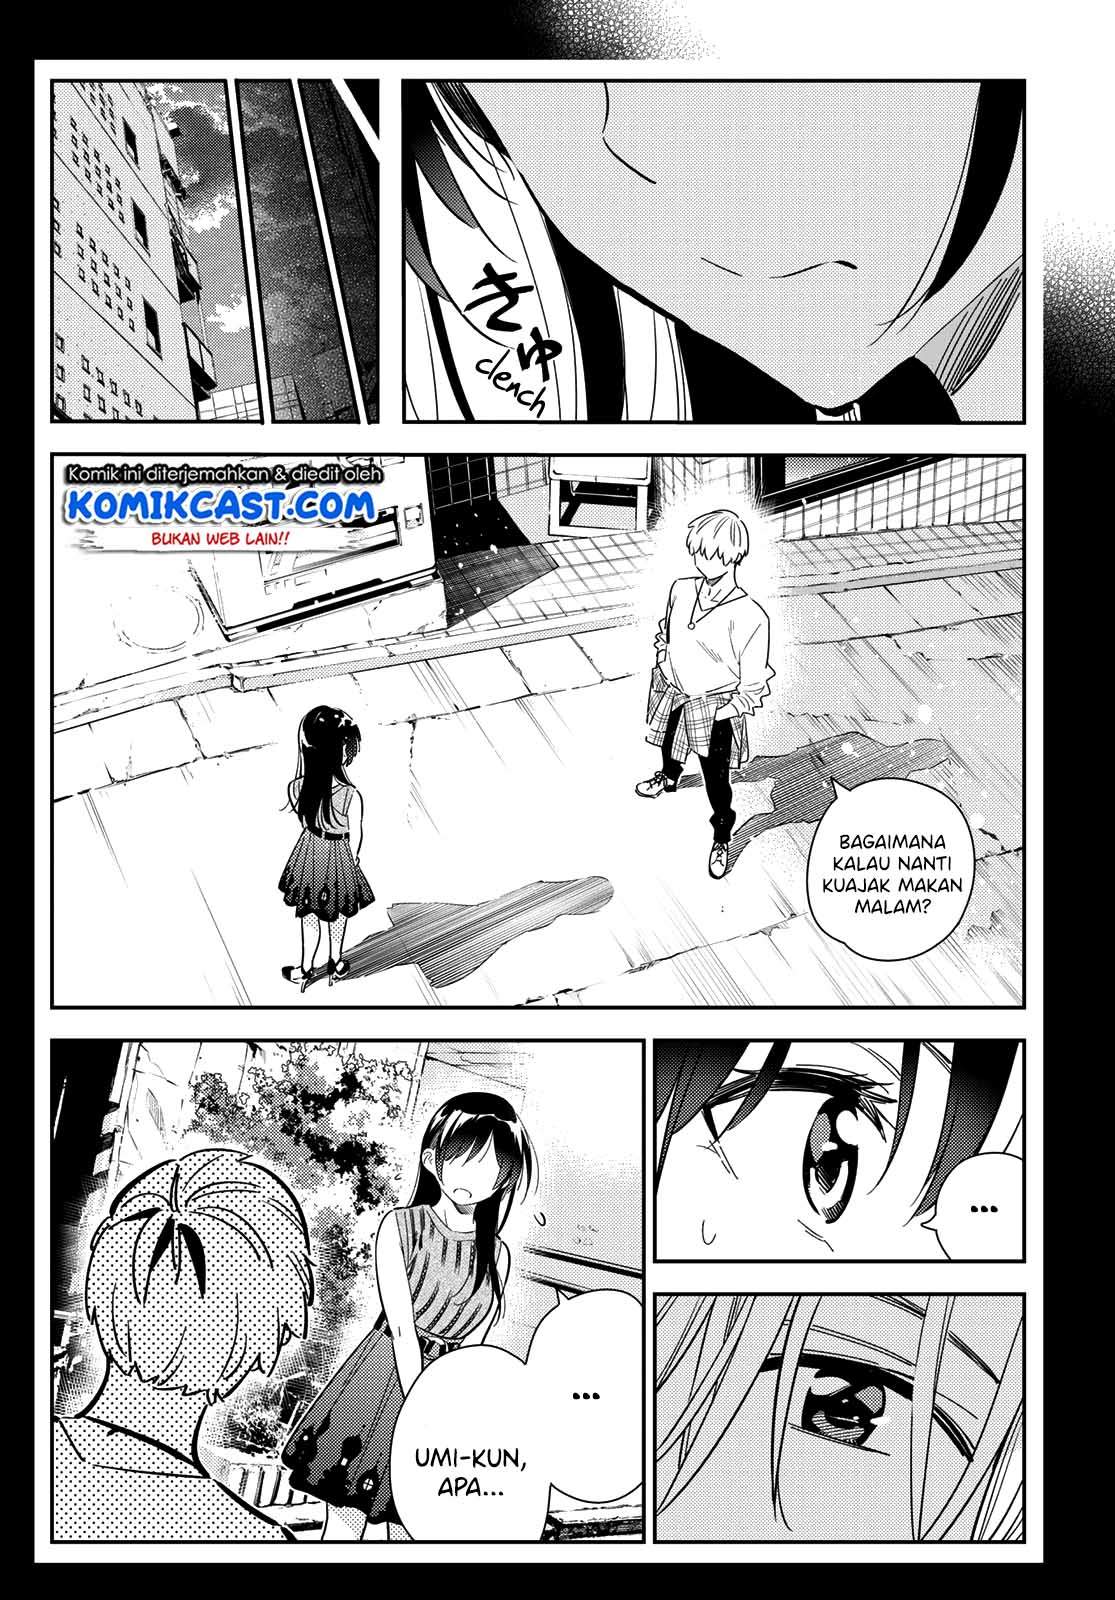 きゅ
clench
Komik ini diterjemahkan & diedit oleh
KOMIKCAST.COM
BUKAN WEB LAIN!!
BAGAIMANA
KALAU NANTI
KUAJAK MAKAN
MALAM?
...
...
UMI-KUN,
APA...